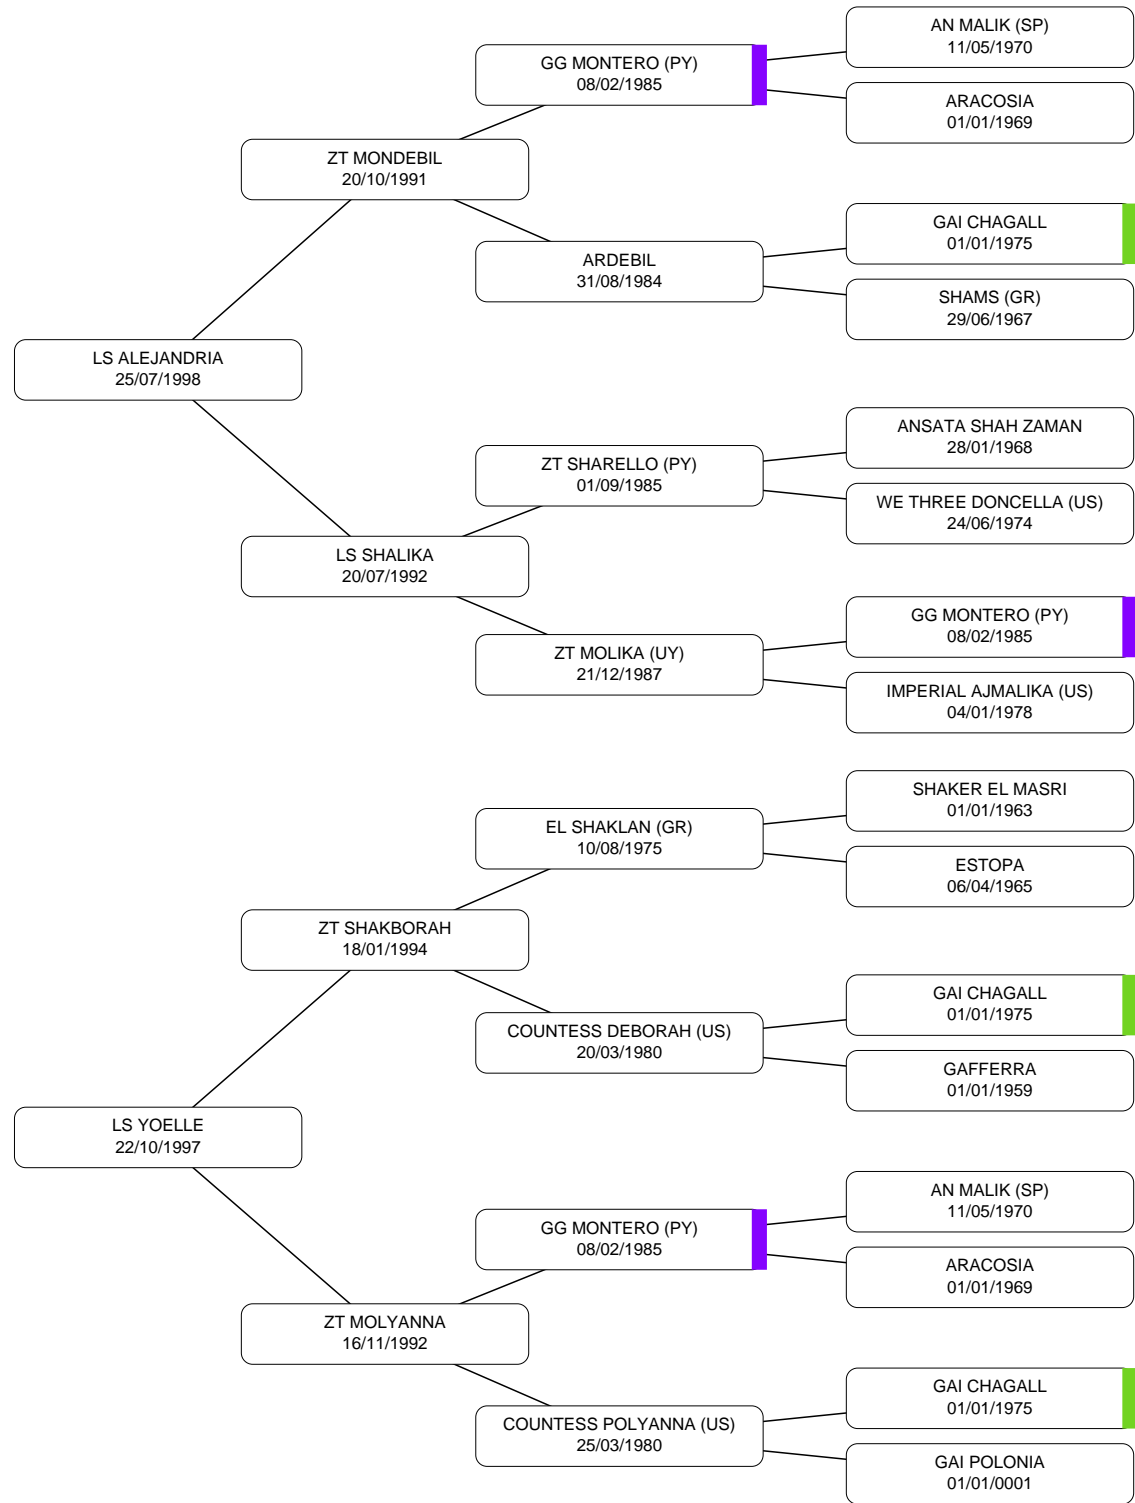 AN MALIK (SP)
11/05/1970
GG MONTERO (PY)
08/02/1985
ARACOSIA
01/01/1969
ZT MONDEBIL
20/10/1991
GAI CHAGALL
01/01/1975
ARDEBIL
31/08/1984
SHAMS (GR)
29/06/1967
LS ALEJANDRIA
25/07/1998
ANSATA SHAH ZAMAN
28/01/1968
ZT SHARELLO (PY)
01/09/1985
WE THREE DONCELLA (US)
24/06/1974
LS SHALIKA
20/07/1992
GG MONTERO (PY)
08/02/1985
ZT MOLIKA (UY)
21/12/1987
IMPERIAL AJMALIKA (US)
04/01/1978
SHAKER EL MASRI
01/01/1963
EL SHAKLAN (GR)
10/08/1975
ESTOPA
06/04/1965
ZT SHAKBORAH
18/01/1994
GAI CHAGALL
01/01/1975
COUNTESS DEBORAH (US)
20/03/1980
GAFFERRA
01/01/1959
LS YOELLE
22/10/1997
AN MALIK (SP)
11/05/1970
GG MONTERO (PY)
08/02/1985
ARACOSIA
01/01/1969
ZT MOLYANNA
16/11/1992
GAI CHAGALL
01/01/1975
COUNTESS POLYANNA (US)
25/03/1980
GAI POLONIA
01/01/0001